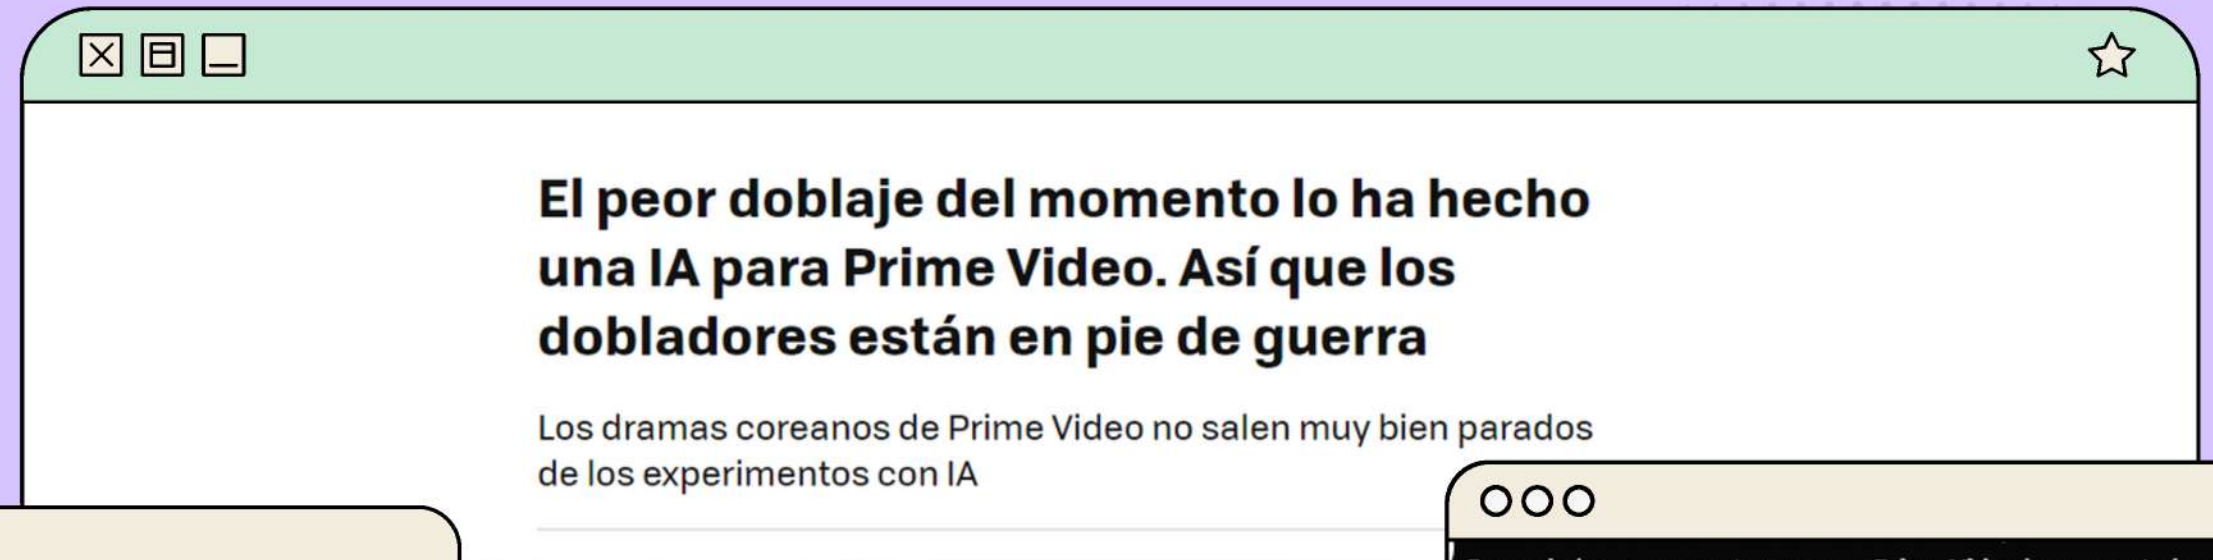 El peor doblaje del momento lo ha hecho
una IA para Prime Video. Así que los
dobladores están en pie de guerra
Los dramas coreanos de Prime Video no salen muy bien parados
de los experimentos con IA